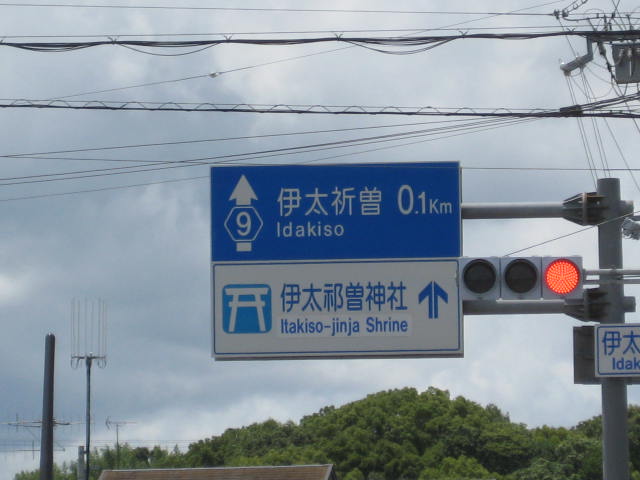 9
伊太祈曽 0.1Km
Idakiso
伊太祁曽神社
Itakiso-jinja Shrine
伊太
Idak